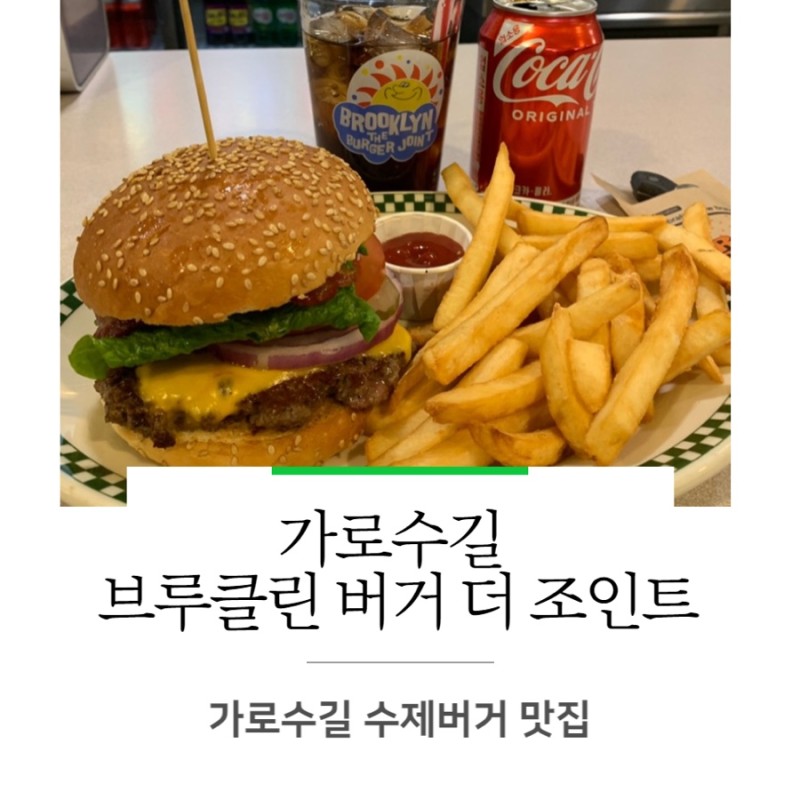 BROOKLYN
THE
BURGER JOINT
Coca
ORIGINAL
가로수길
브루클린 버거 더 조인트
가로수길 수제버거 맛집